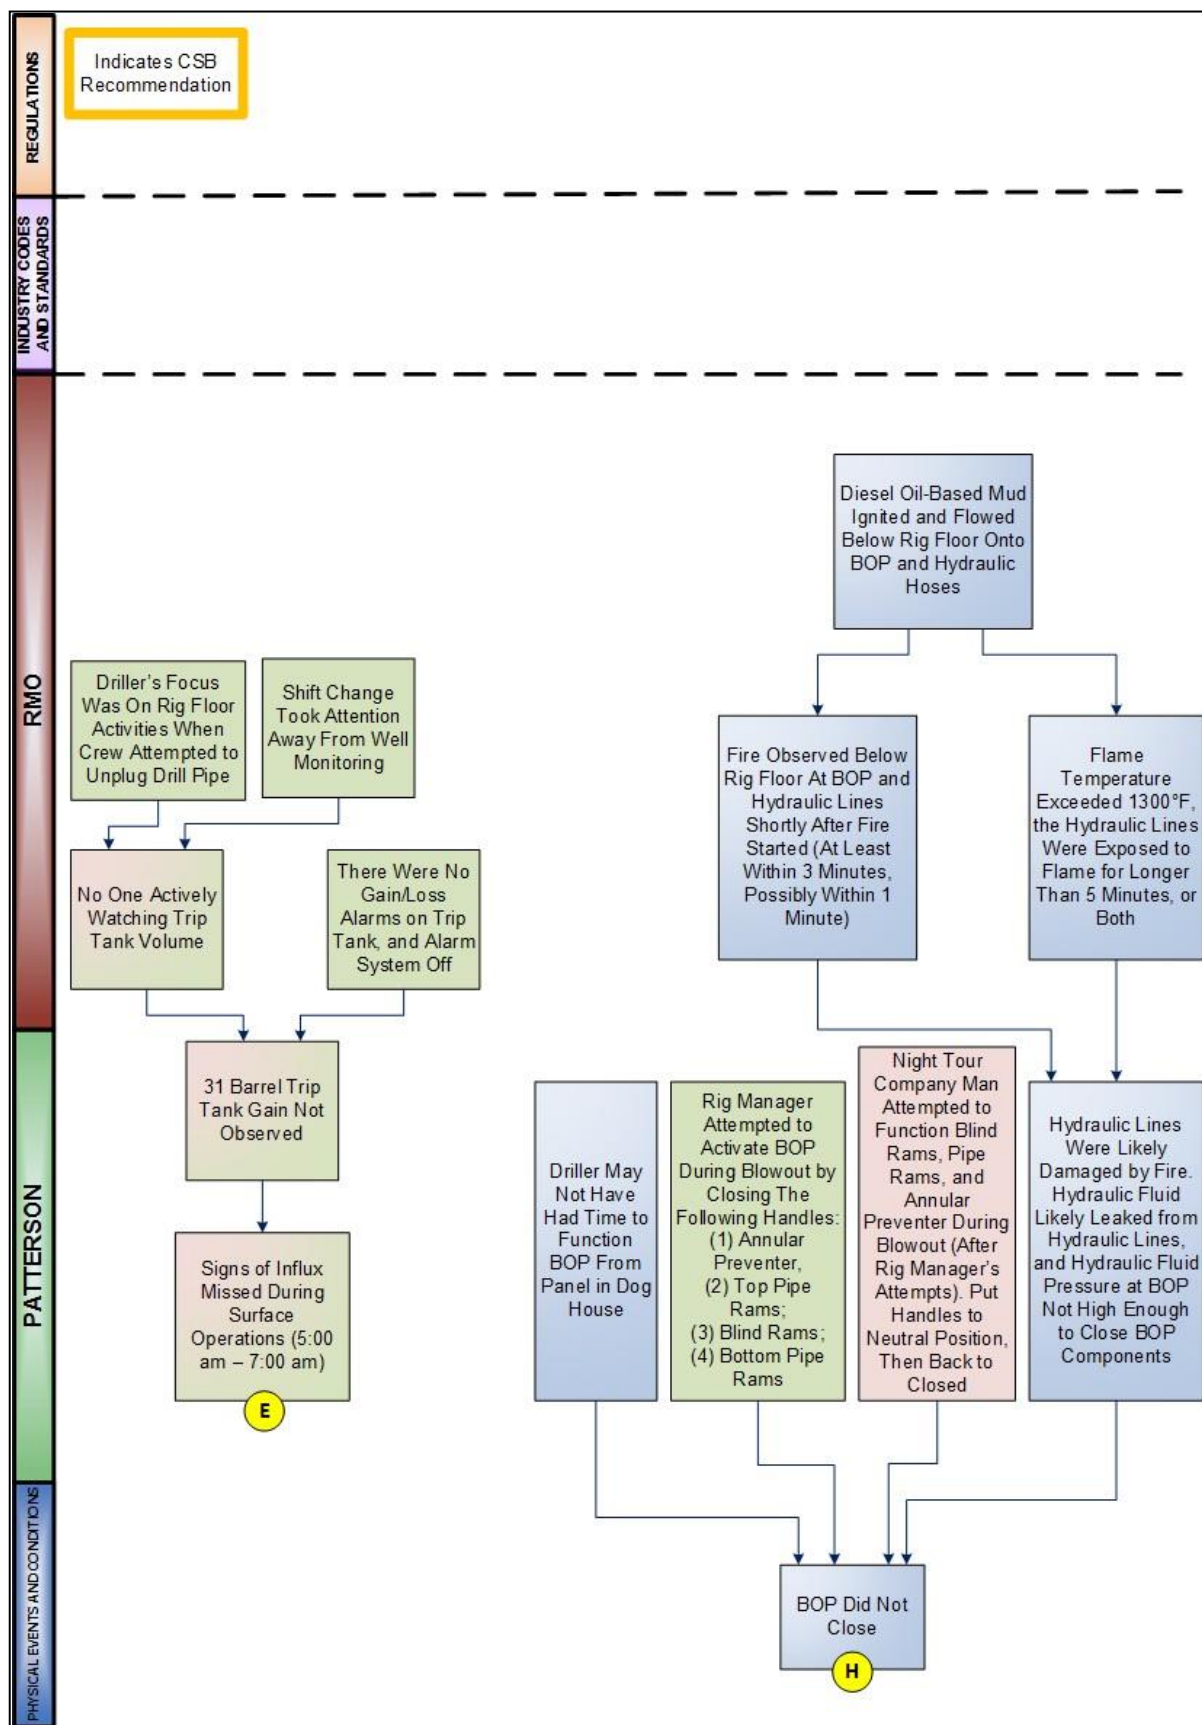 REGULATIONS
Indicates CSB
Recommendation
INDUSTRY CODES
AND STANDARDS
RMO
Diesel Oil-Based Mud
Ignited and Flowed
Below Rig Floor Onto
BOP and Hydraulic
Hoses
Driller's Focus
Was On Rig Floor
Activities When
Crew Attempted to
Unplug Drill Pipe
Shift Change
Took Attention
Away From Well
Monitoring
Fire Observed Below
Rig Floor At BOP and
Hydraulic Lines
Shortly After Fire
Started (At Least
Within 3 Minutes,
Possibly Within 1
Minute)
Flame
Temperature
Exceeded 1300°F,
the Hydraulic Lines
Were Exposed to
Flame for Longer
Than 5 Minutes, or
Both
No One Actively
Watching Trip
Tank Volume
There Were No
Gain/Loss
Alarms on Trip
Tank, and Alarm
System Off
PATTERSON
31 Barrel Trip
Tank Gain Not
Observed
Signs of Influx
Missed During
Surface
Operations (5:00
am – 7:00 am)
E
Driller May
Not Have
Had Time to
Function
BOP From
Panel in Dog
House
Rig Manager
Attempted to
Activate BOP
During Blowout by
Closing The
Following Handles:
(1) Annular
Preventer,
(2) Top Pipe
Rams;
(3) Blind Rams;
(4) Bottom Pipe
Rams
Night Tour
Company Man
Attempted to
Function Blind
Rams, Pipe
Rams, and
Annular
Preventer During
Blowout (After
Rig Manager's
Attempts). Put
Handles to
Neutral Position,
Then Back to
Closed
Hydraulic Lines
Were Likely
Damaged by Fire.
Hydraulic Fluid
Likely Leaked from
Hydraulic Lines,
and Hydraulic Fluid
Pressure at BOP
Not High Enough
to Close BOP
Components
PHYSICAL EVENTS AND CONDITIONS
BOP Did Not
Close
H